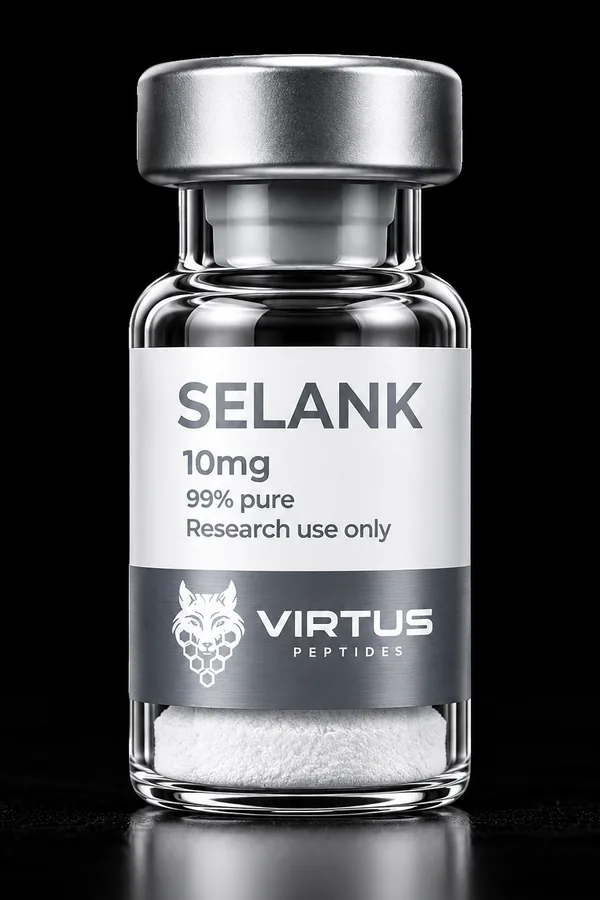 SELANK
10mg
99% pure
Research use only
VIRTUS
PEPTIDES